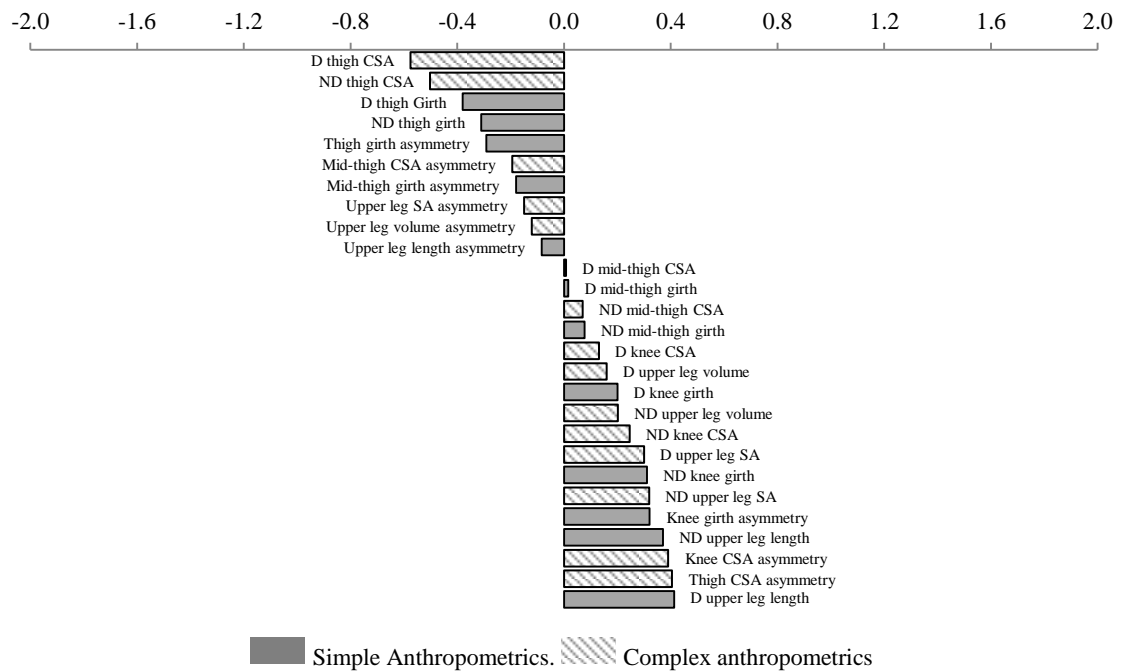 -2.0 -1.6 -1.2 -0.8 -0.4 0.0 0.4 0.8 1.2 1.6 2.0
D thigh CSA
ND thigh CSA
D thigh Girth
ND thigh girth
Thigh girth asymmetry
Mid-thigh CSA asymmetry
Mid-thigh girth asymmetry
Upper leg SA asymmetry
Upper leg volume asymmetry
Upper leg length asymmetry
D mid-thigh CSA
D mid-thigh girth
ND mid-thigh CSA
ND mid-thigh girth
D knee CSA
D upper leg volume
D knee girth
ND upper leg volume
ND knee CSA
D upper leg SA
ND knee girth
ND upper leg SA
Knee girth asymmetry
ND upper leg length
Knee CSA asymmetry
Thigh CSA asymmetry
D upper leg length
Simple Anthropometrics. Complex anthropometrics